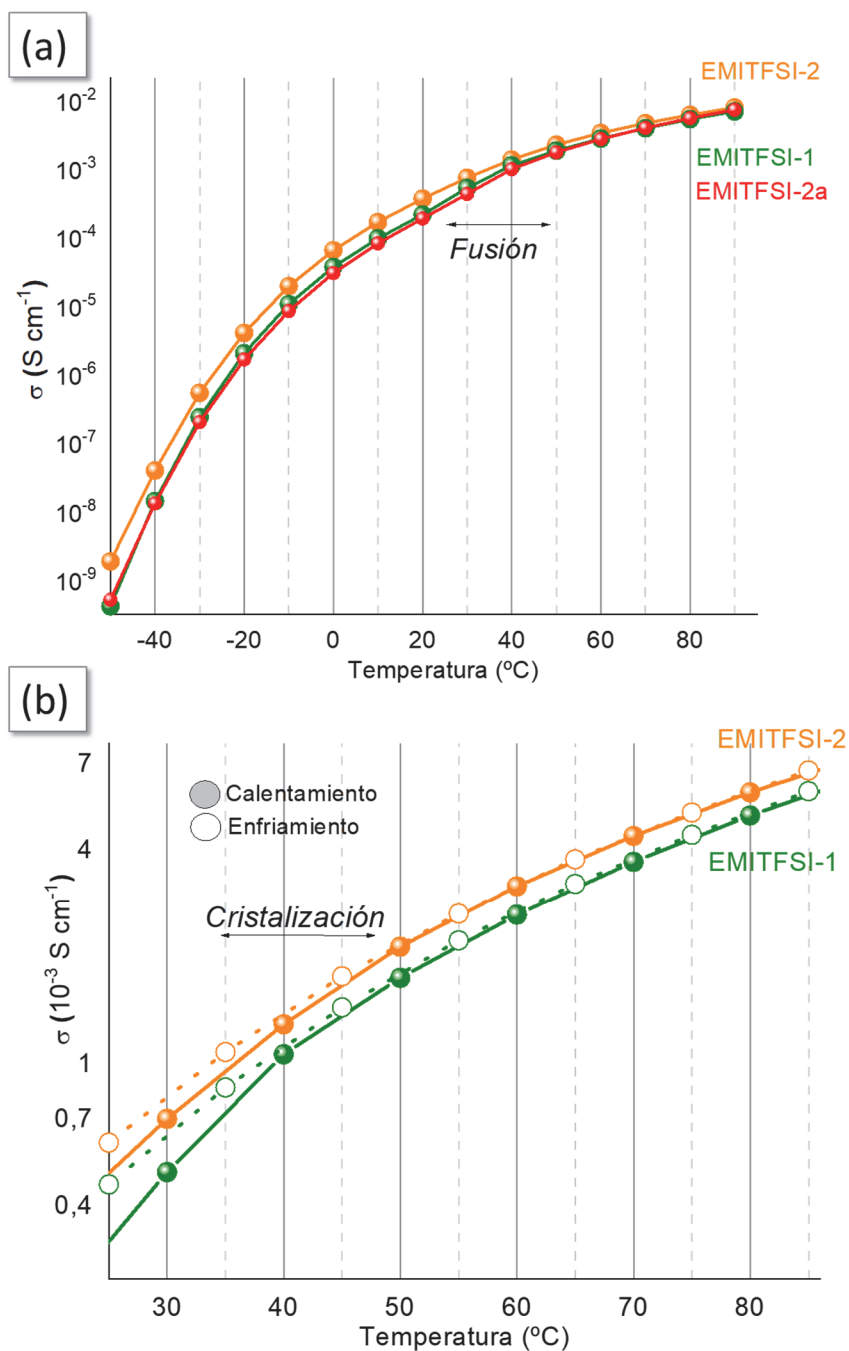 (a)
EMITFSI-2
10⁻²
10⁻³
EMITFSI-1
EMITFSI-2a
10⁻⁴
Fusión
10⁻⁵
σ (S cm⁻¹)
10⁻⁶
10⁻⁷
10⁻⁸
10⁻⁹
-40 -20 0 20 40 60 80
Temperatura (ºC)
(b)
EMITFSI-2
7
Calentamiento
Enfriamiento
4
EMITFSI-1
Cristalización
σ (10⁻³ S cm⁻¹)
1
0,7
0,4
30 40 50 60 70 80
Temperatura (ºC)